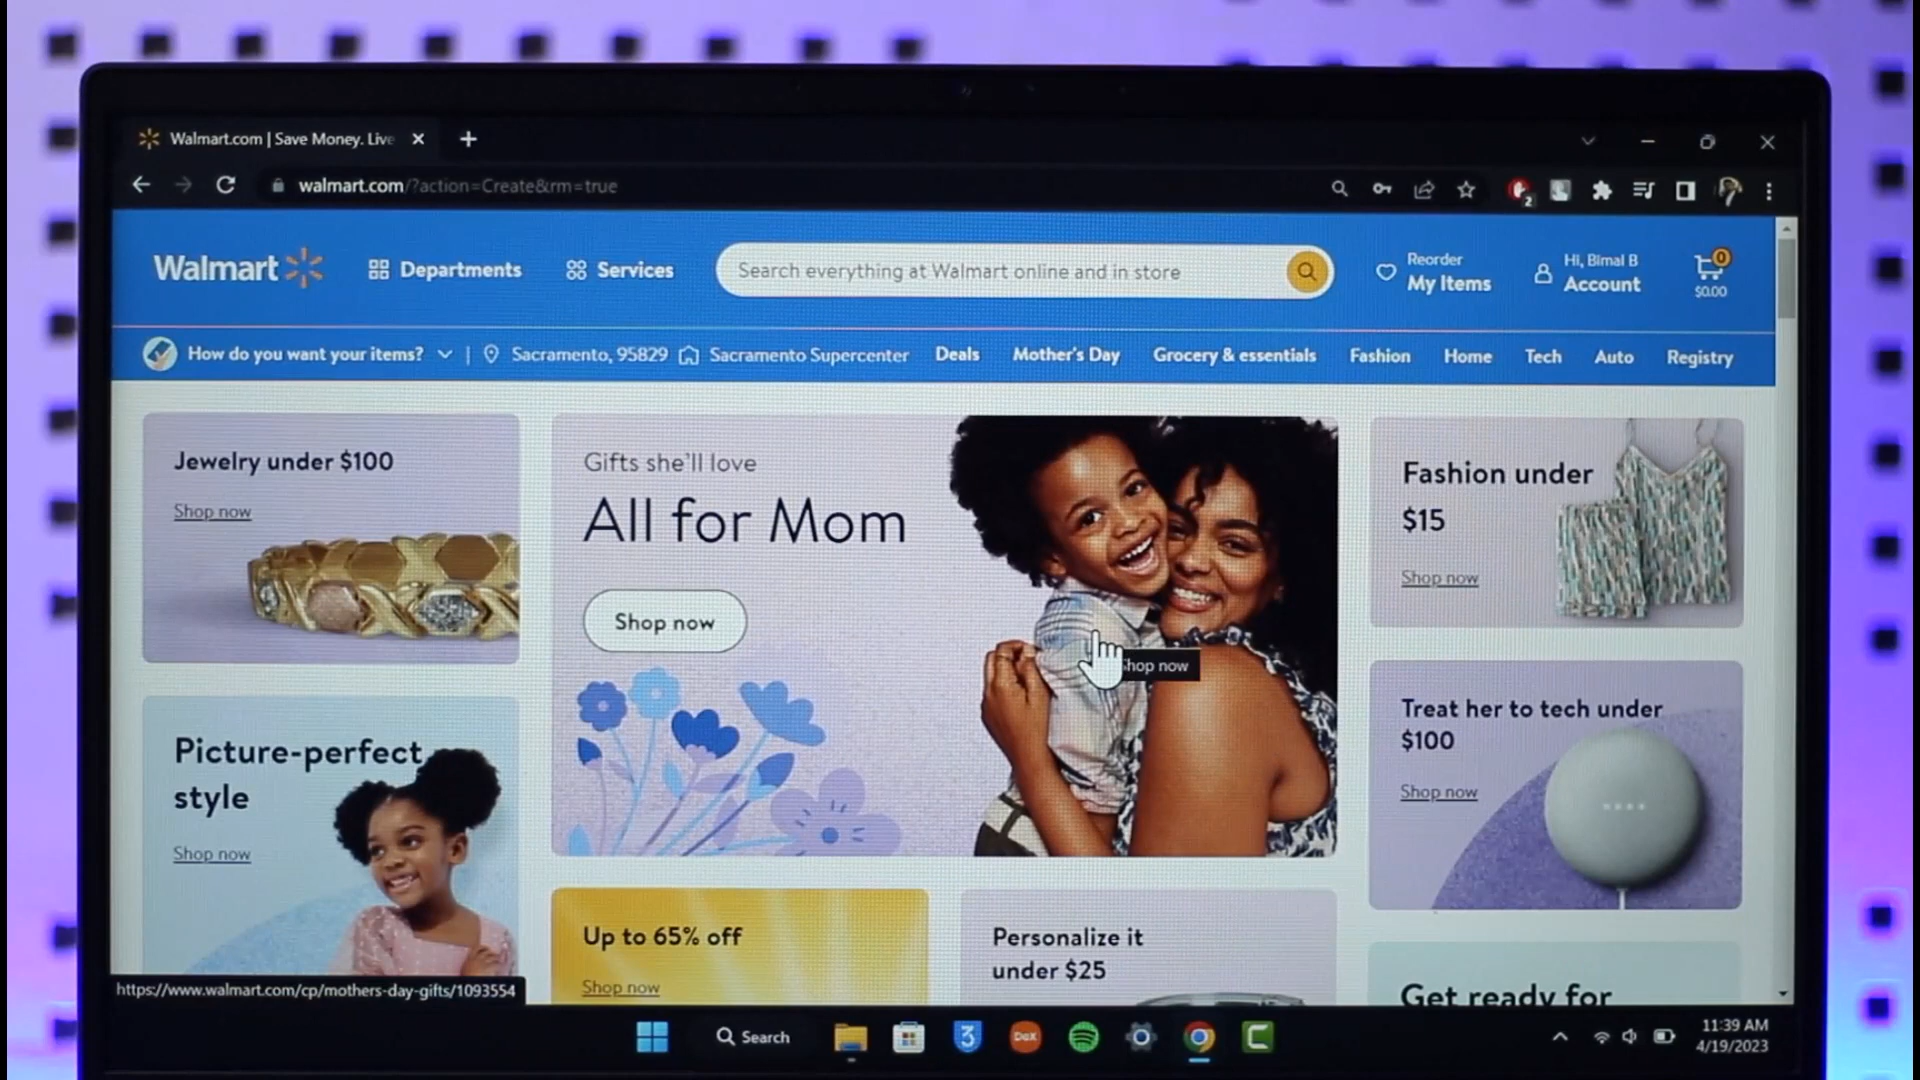 Walmart.com | Save Money. Live
walmart.com/?action=Create&rm=true
2
Walmart
Departments
Services
Search everything at Walmart online and in store
Reorder
My Items
Hi, Bimal B
Account
0
$0.00
How do you want your items?
Sacramento, 95829
Sacramento Supercenter
Deals
Mother's Day
Grocery & essentials
Fashion
Home
Tech
Auto
Registry
Jewelry under $100
Shop now
Gifts she'll love
All for Mom
Shop now
hop now
Fashion under
$15
Shop now
Picture-perfect
style
Shop now
Treat her to tech under
$100
Shop now
Up to 65% off
Shop now
Personalize it
under $25
Get ready for
https://www.walmart.com/cp/mothers-day-gifts/1093554
Search
3
DaX
11:39 AM
4/19/2023